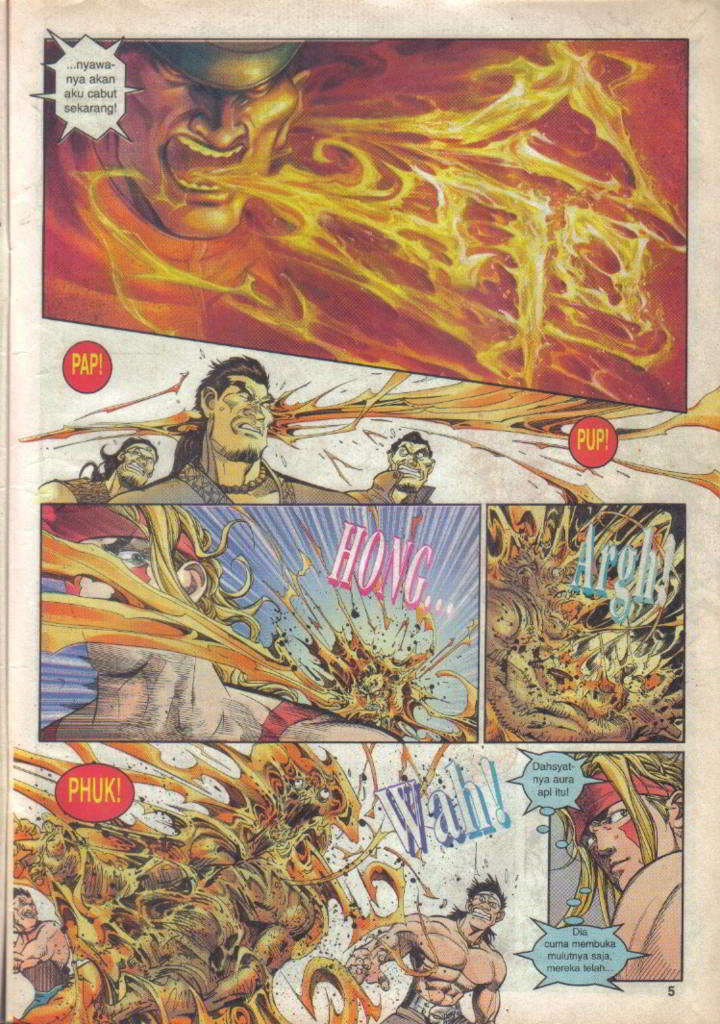 ...nyawa-
nya akan
aku cabut
sekarang!
命
PAP!
PUP!
HONG...
Argh!
PHUK!
Wah!
Dahsyat-
nya aura
api itu!
Dia
cuma membuka
mulutnya saja,
mereka telah...
5